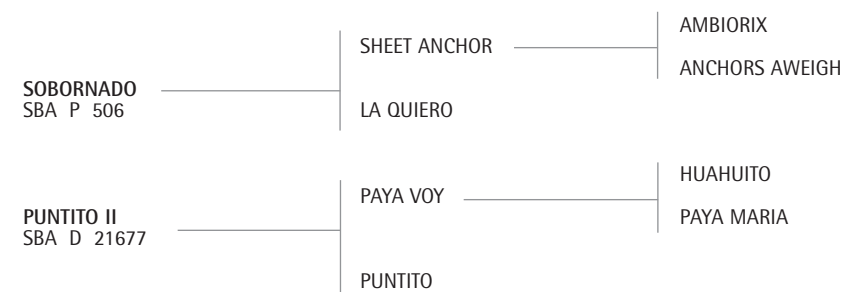 AMBIORIX
SHEET ANCHOR
ANCHORS AWEIGH
SOBORNADO
SBA P 506
LA QUIERO
HUAHUITO
PAYA VOY
PAYA MARIA
PUNTITO II
SBA D 21677
PUNTITO